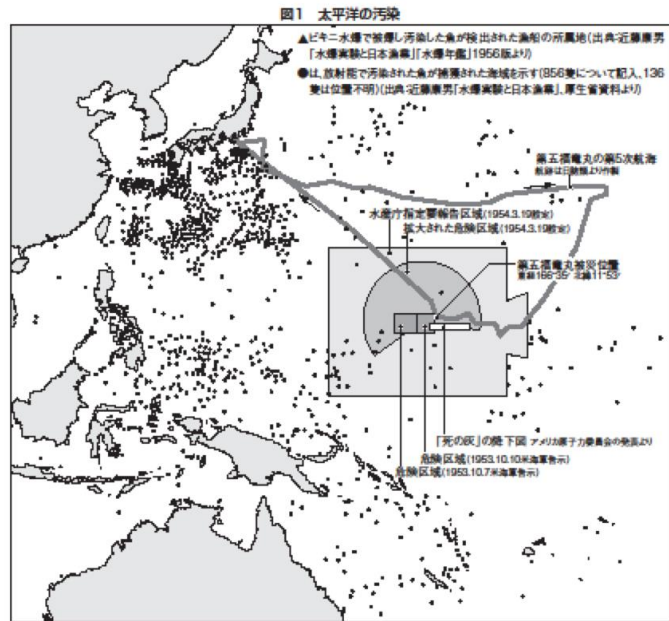 図1　太平洋の汚染
▲ビキニ水爆で被爆し汚染した魚が検出された漁船の所属地(出典:近藤康男
「水爆実験と日本漁業」「水爆年鑑」1956版より)
●は、放射能で汚染された魚が捕獲された海域を示す(856隻について記入、136
隻は位置不明)(出典:近藤康男「水爆実験と日本漁業」、厚生省資料より)
第五福竜丸の第5次航海
航跡は日誌類より作製
水産庁指定要報告区域(1954.3.19設定)
拡大された危険区域(1954.3.19設定)
第五福竜丸被災位置
東経166°35′ 北緯11°53′
「死の灰」の降下図 アメリカ原子力委員会の発表より
危険区域(1953.10.10米海軍告示)
危険区域(1953.10.7米海軍告示)